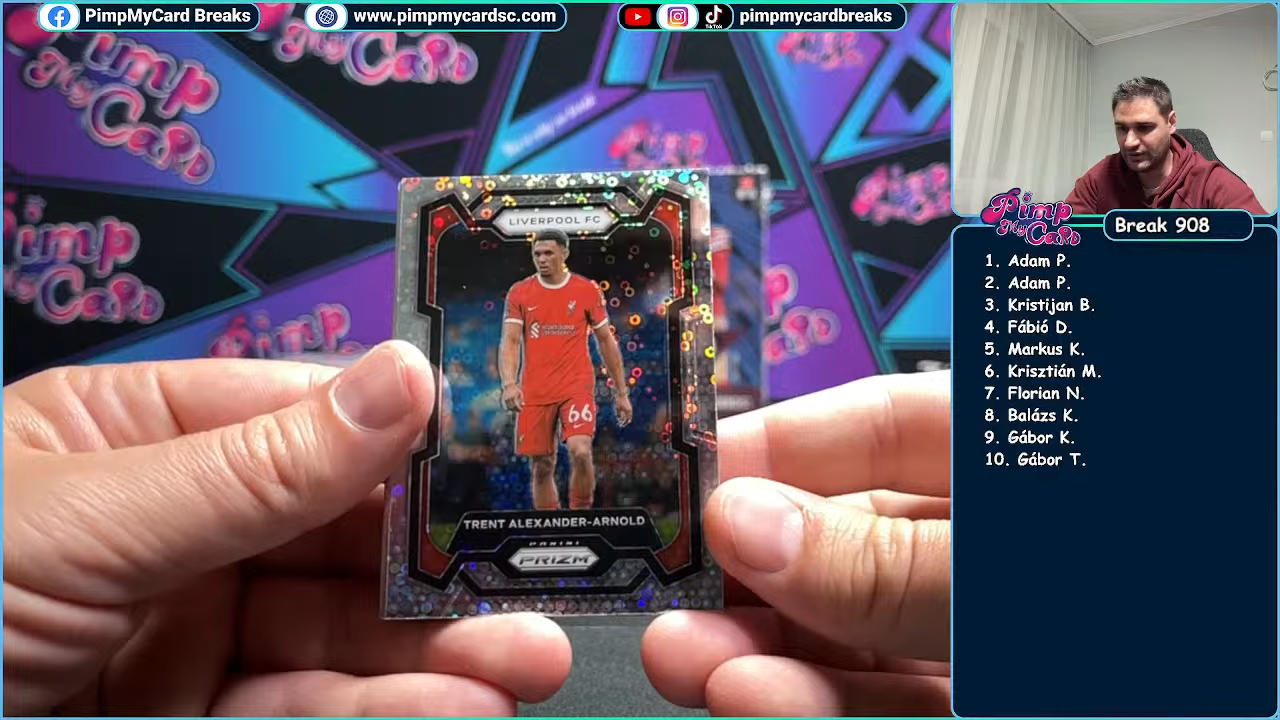 PimpMyCard Breaks
www.pimpmycardsc.com
TikTok
pimpmycardbreaks
Pimp
My Card
Break 908
1. Adam P.
2. Adam P.
3. Kristijan B.
4. Fábió D.
5. Markus K.
6. Krisztián M.
7. Florian N.
8. Balázs K.
9. Gábor K.
10. Gábor T.
LIVERPOOL FC
66
TRENT ALEXANDER-ARNOLD
PANINI
PRIZM